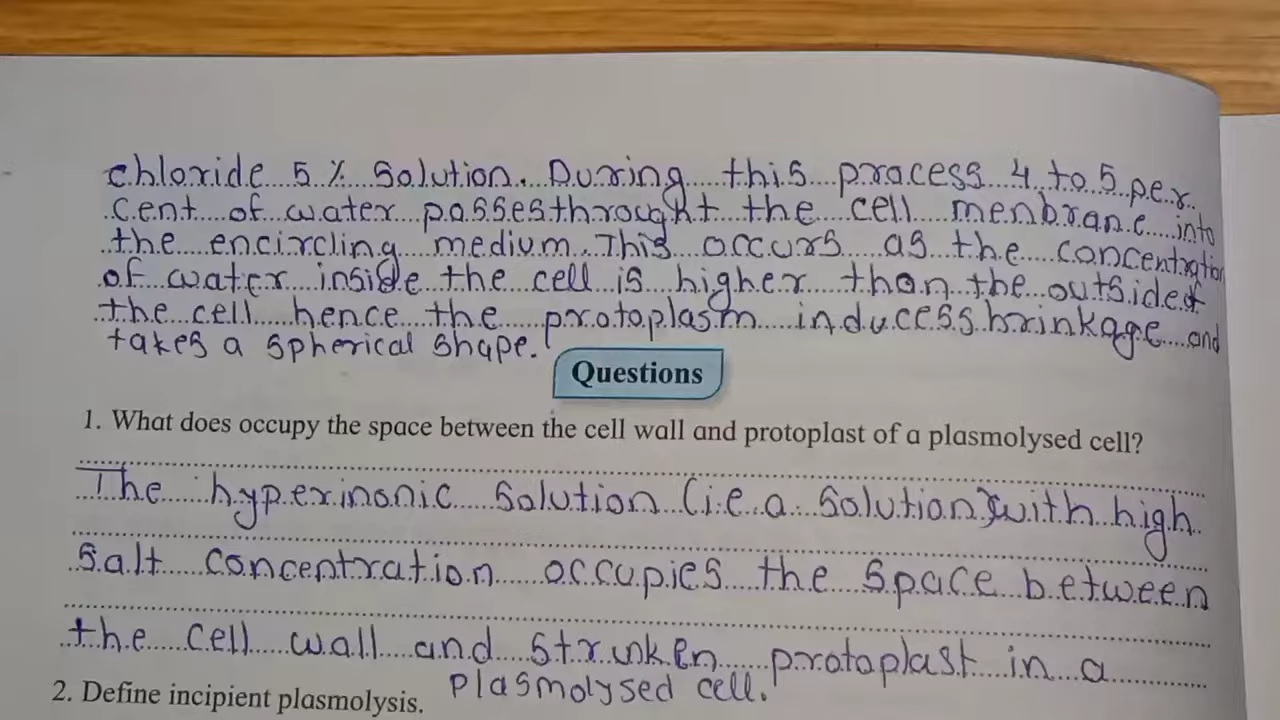 chloride 5 % solution. During this process 4 to 5 per
cent of water passesthrought the cell menbrane into
the encircling medium. This occurs as the concentration
of water inside the cell is higher than the outside of
the cell hence the protoplasm inducesshrinkage and
takes a spherical shape.
Questions
1. What does occupy the space between the cell wall and protoplast of a plasmolysed cell?
The hyperinonic solution (i.e. a solution) with high
salt concentration occupies the space between
the cell wall and strunken protoplast in a
plasmolysed cell.
2. Define incipient plasmolysis.